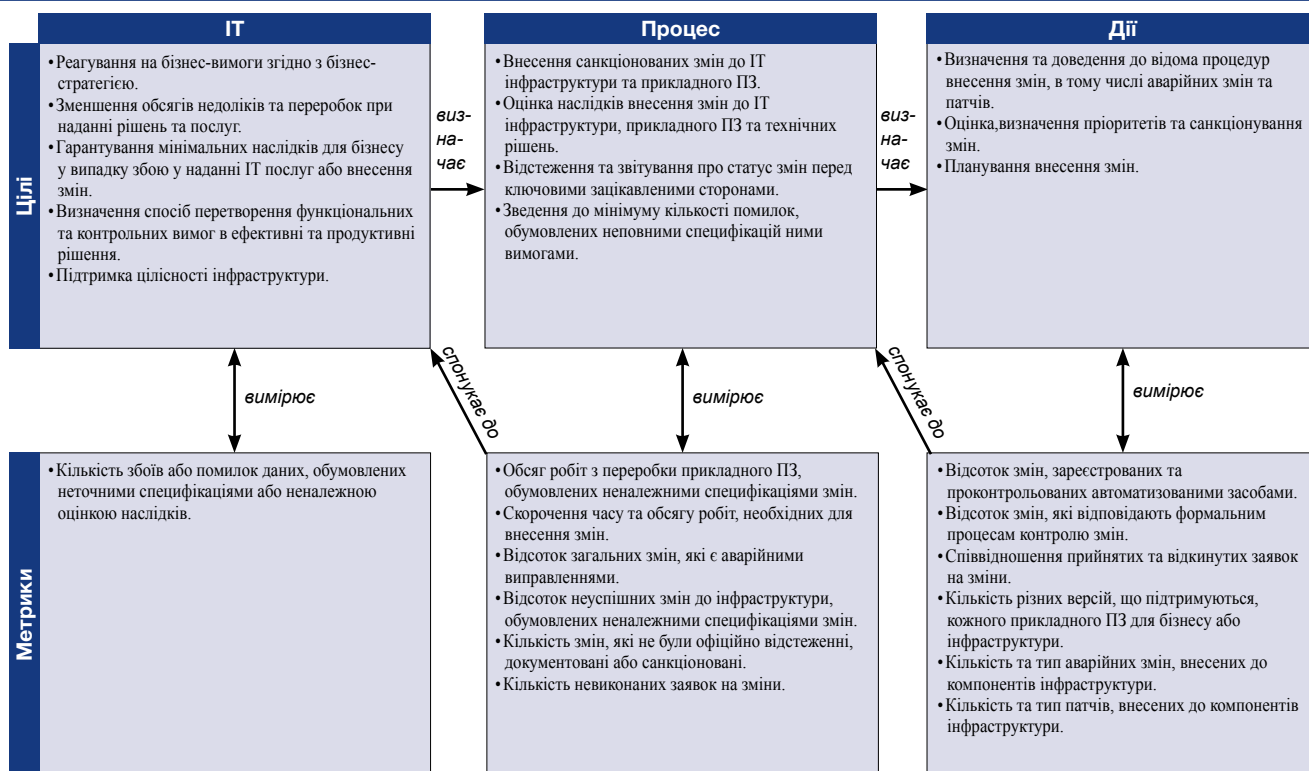 ІТ
Процес
Дії
Цілі
•Реагування на бізнес-вимоги згідно з бізнес-
стратегією.
•Зменшення обсягів недоліків та переробок при
наданні рішень та послуг.
•Гарантування мінімальних наслідків для бізнесу
у випадку збою у наданні ІТ послуг або внесення
змін.
•Визначення спосіб перетворення функціональних
та контрольних вимог в ефективні та продуктивні
рішення.
•Підтримка цілісності інфраструктури.
виз-
на-
чає
•Внесення санкціонованих змін до ІТ
інфраструктури та прикладного ПЗ.
•Оцінка наслідків внесення змін до ІТ
інфраструктури, прикладного ПЗ та технічних
рішень.
•Відстеження та звітування про статус змін перед
ключовими зацікавленими сторонами.
•Зведення до мінімуму кількості помилок,
обумовлених неповними специфікацій ними
вимогами.
виз-
на-
чає
•Визначення та доведення до відома процедур
внесення змін, в тому числі аварійних змін та
патчів.
•Оцінка,визначення пріоритетів та санкціонування
змін.
•Планування внесення змін.
вимірює
спонукає до
вимірює
спонукає до
вимірює
Метрики
•Кількість збоїв або помилок даних, обумовлених
неточними специфікаціями або неналежною
оцінкою наслідків.
•Обсяг робіт з переробки прикладного ПЗ,
обумовлених неналежними специфікаціями змін.
•Скорочення часу та обсягу робіт, необхідних для
внесення змін.
•Відсоток загальних змін, які є аварійними
виправленнями.
•Відсоток неуспішних змін до інфраструктури,
обумовлених неналежними специфікаціями змін.
•Кількість змін, які не були офіційно відстеженні,
документовані або санкціоновані.
•Кількість невиконаних заявок на зміни.
•Відсоток змін, зареєстрованих та
проконтрольованих автоматизованими засобами.
•Відсоток змін, які відповідають формальним
процесам контролю змін.
•Співвідношення прийнятих та відкинутих заявок
на зміни.
•Кількість різних версій, що підтримуються,
кожного прикладного ПЗ для бізнесу або
інфраструктури.
•Кількість та тип аварійних змін, внесених до
компонентів інфраструктури.
•Кількість та тип патчів, внесених до компонентів
інфраструктури.